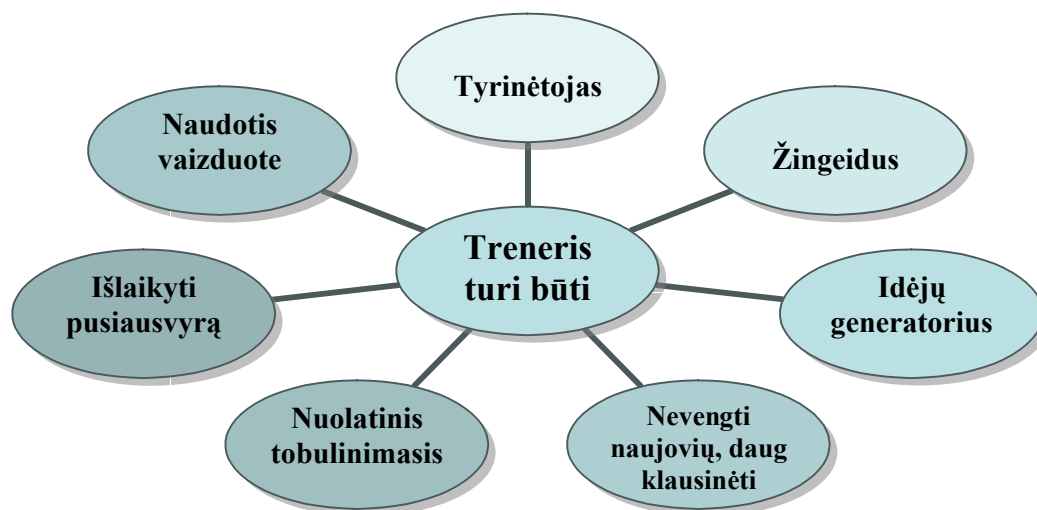 Tyrinėtojas
Naudotis
vaizduote
Žingeidus
Treneris
turi būti
Išlaikyti
pusiausvyrą
Idėjų
generatorius
Nuolatinis
tobulinimasis
Nevengti
naujovių, daug
klausinėti